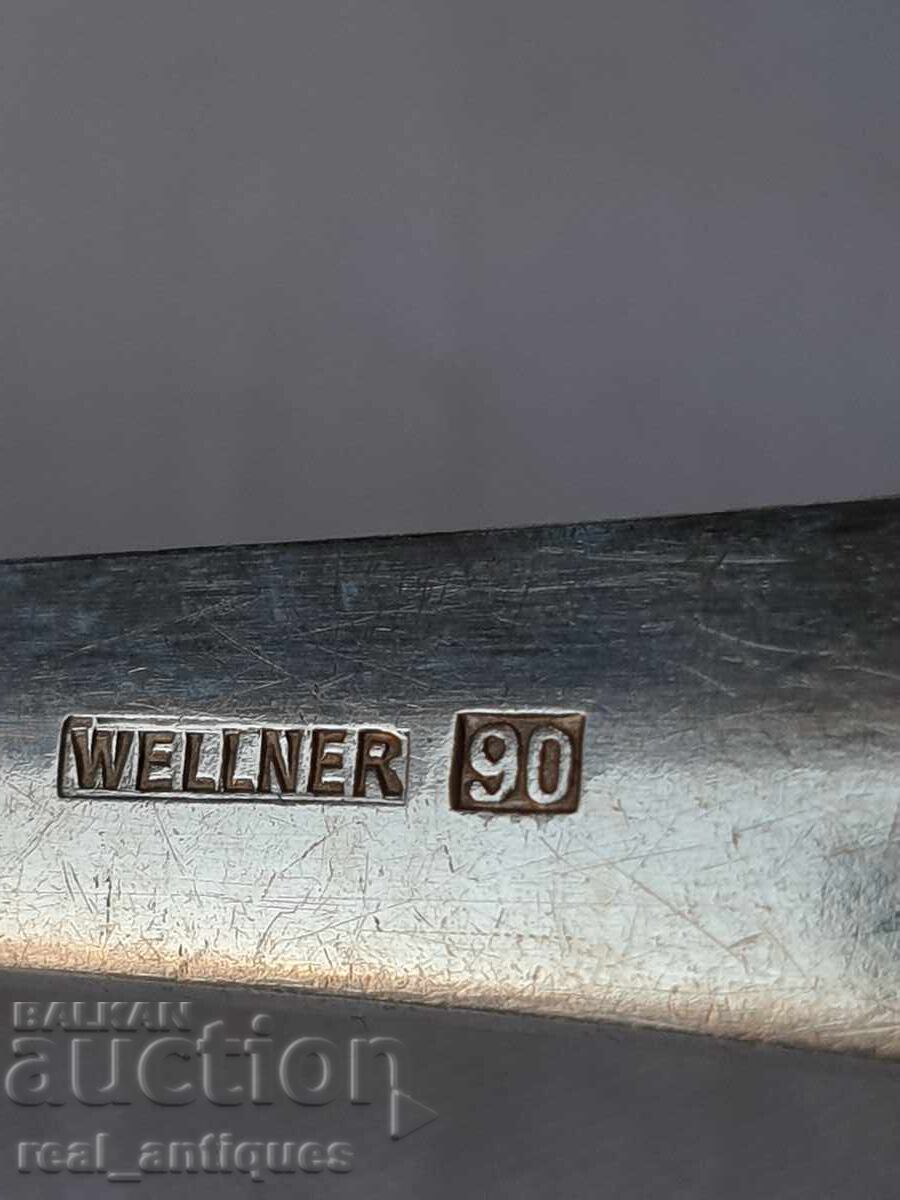 WELLNER 90
BALKAN
auction
real_antiques